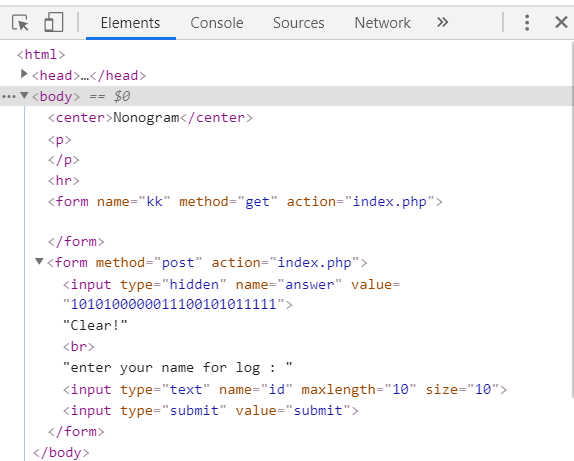 Elements Console Sources Network »
<html>
<head>…</head>
… <body> == $0
<center>Nonogram</center>
<p>
</p>
<hr>
<form name="kk" method="get" action="index.php">
</form>
<form method="post" action="index.php">
<input type="hidden" name="answer" value=
"1010100000011100101011111">
"Clear!"
<br>
"enter your name for log : "
<input type="text" name="id" maxlength="10" size="10">
<input type="submit" value="submit">
</form>
</body>